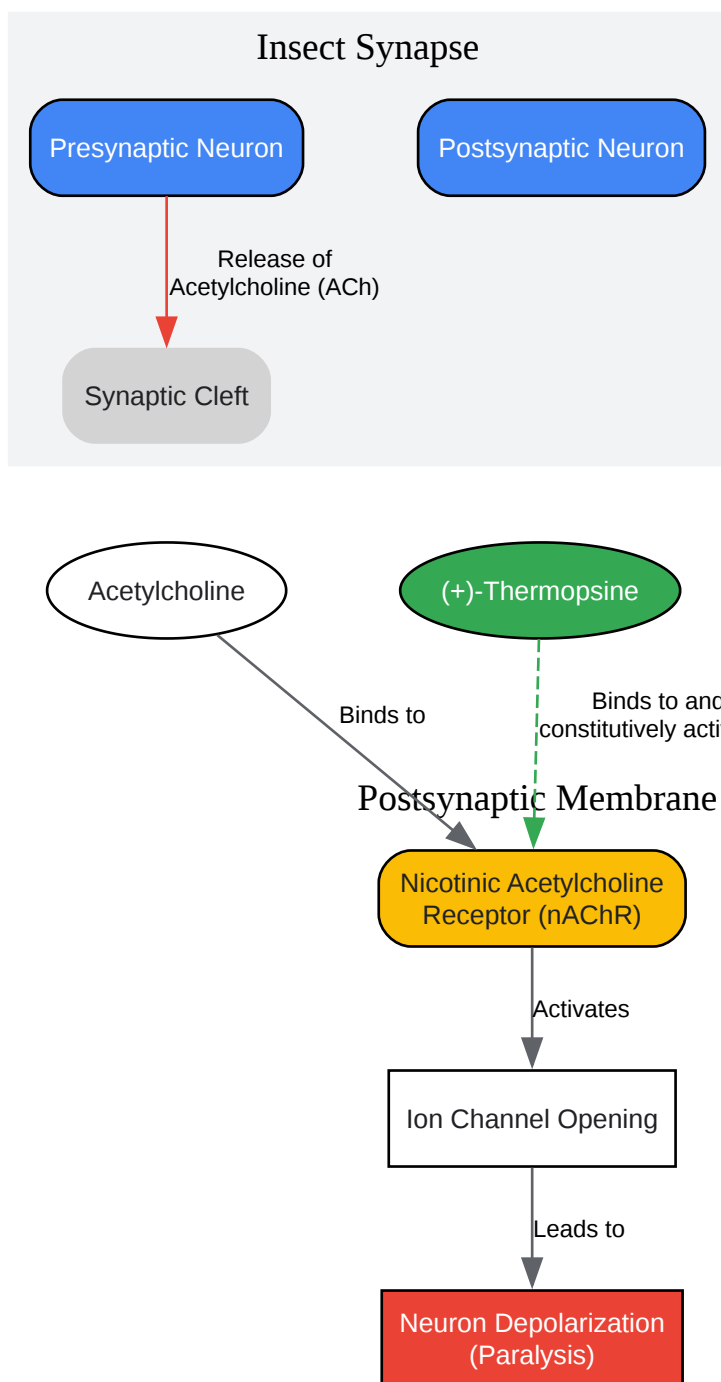 Insect Synapse
Presynaptic Neuron
Postsynaptic Neuron
Release of
Acetylcholine (ACh)
Synaptic Cleft
Acetylcholine
(+)-Thermopsine
Binds to
Binds to and
constitutively acti
Postsynaptic Membrane
Nicotinic Acetylcholine
Receptor (nAChR)
Activates
Ion Channel Opening
Leads to
Neuron Depolarization
(Paralysis)